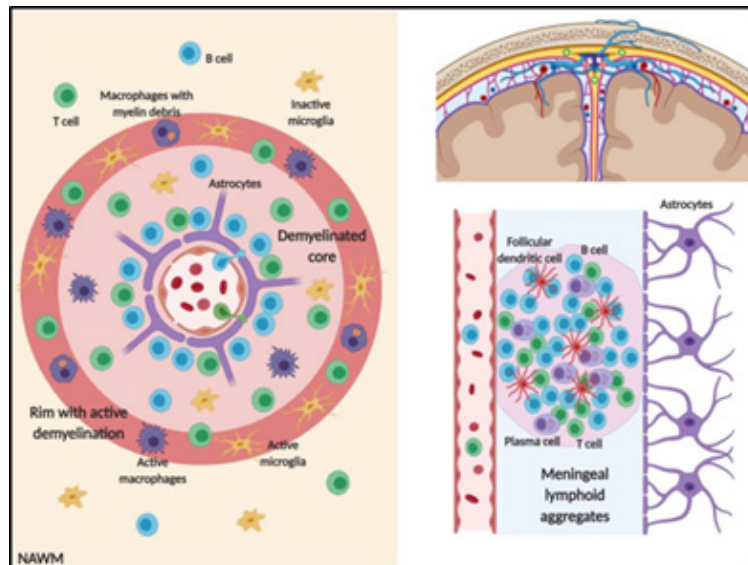 B cell
T cell
Macrophages with
myelin debris
Inactive
microglia
Astrocytes
Demyelinated
core
Rim with active
demyelination
Active
macrophages
Active
microglia
NAWM
Astrocytes
Follicular
dendritic cell
B cell
Plasma cell
T cell
Meningeal
lymphoid
aggregates